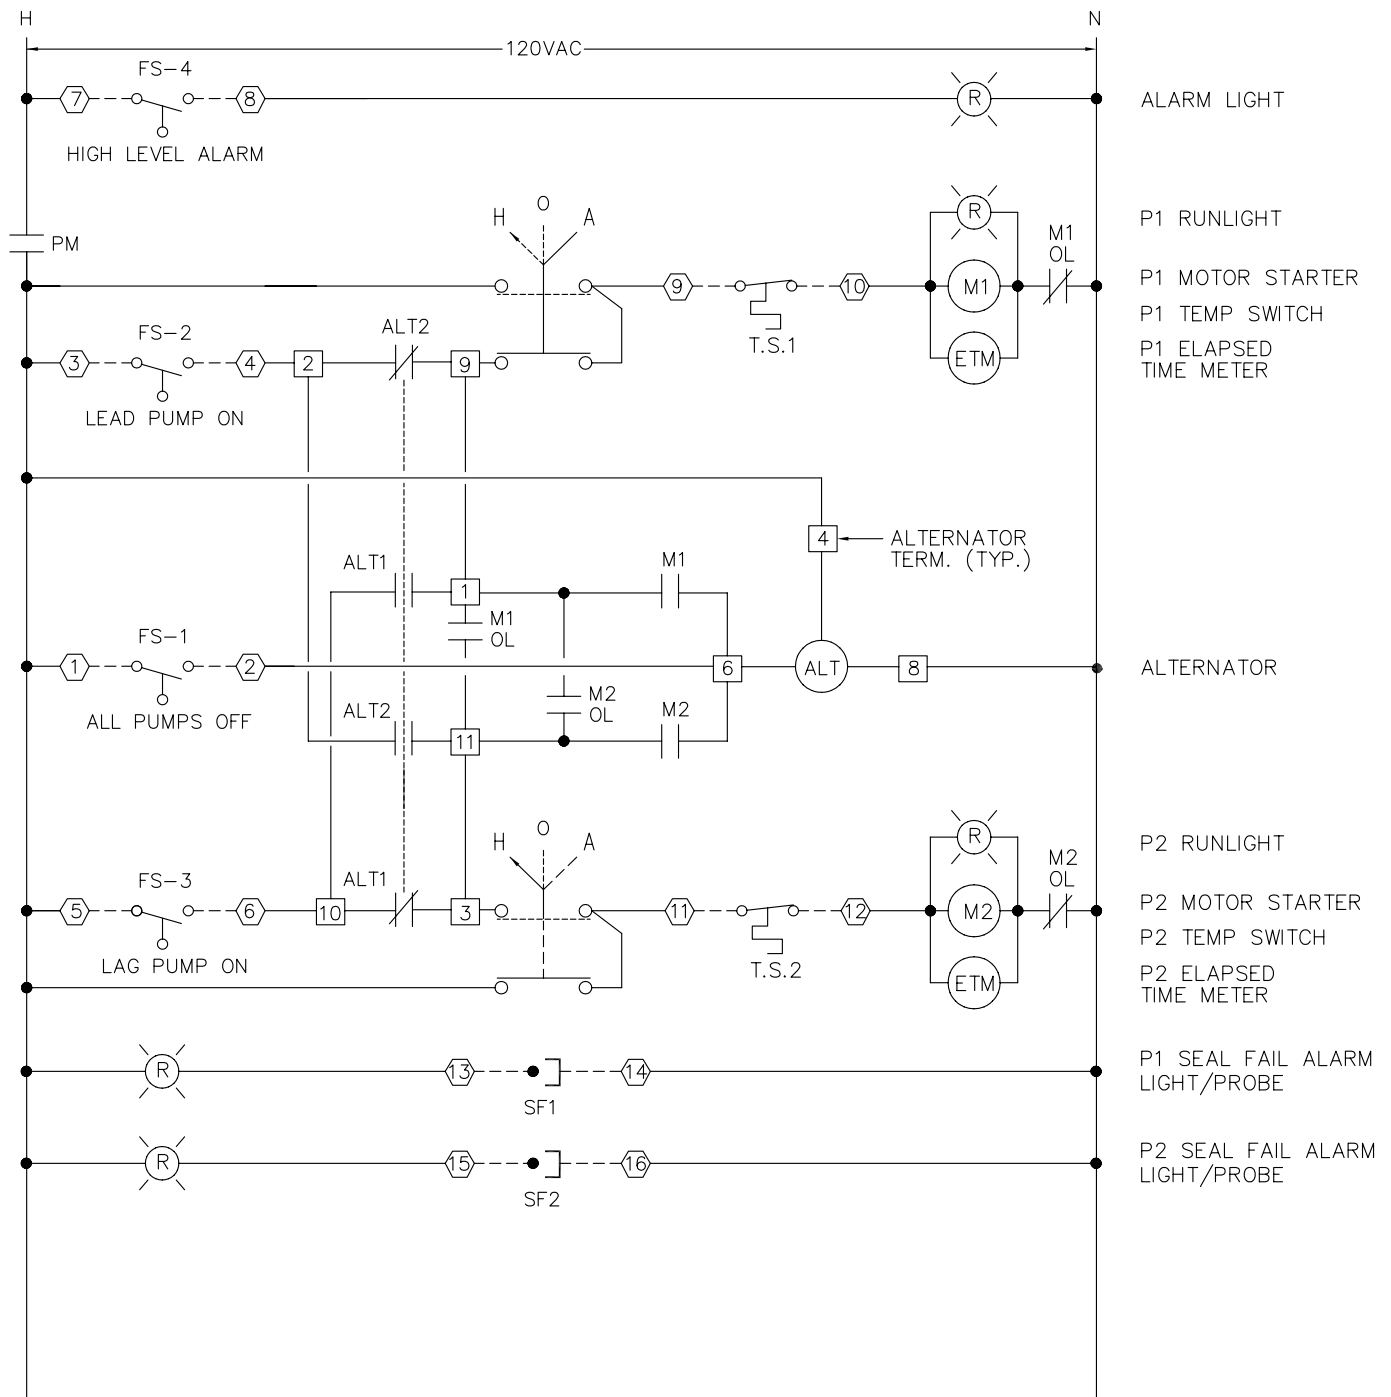 H
N
120VAC
FS-4
7
8
R
ALARM LIGHT
HIGH LEVEL ALARM
PM
H
O
A
R
P1 RUNLIGHT
M1
OL
9
10
M1
P1 MOTOR STARTER
T.S.1
P1 TEMP SWITCH
ETM
P1 ELAPSED
TIME METER
FS-2
ALT2
3
4
2
9
LEAD PUMP ON
4
ALTERNATOR
TERM. (TYP.)
ALT1
1
M1
M1
OL
FS-1
1
2
6
ALT
8
ALTERNATOR
ALL PUMPS OFF
M2
OL
ALT2
11
M2
H
O
A
R
P2 RUNLIGHT
M2
OL
FS-3
ALT1
5
6
10
3
11
12
M2
P2 MOTOR STARTER
LAG PUMP ON
T.S.2
P2 TEMP SWITCH
ETM
P2 ELAPSED
TIME METER
R
13
14
SF1
P1 SEAL FAIL ALARM
LIGHT/PROBE
R
15
16
SF2
P2 SEAL FAIL ALARM
LIGHT/PROBE